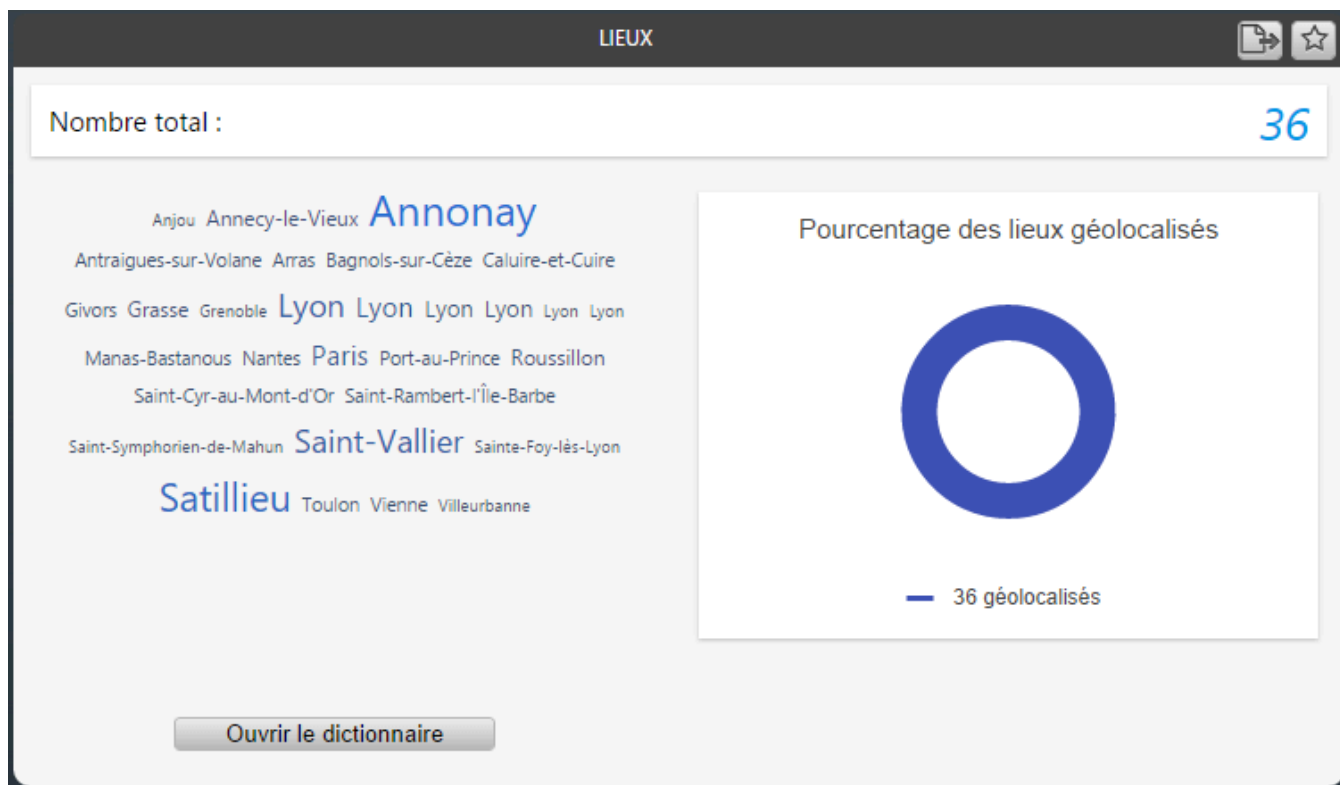 LIEUX
Nombre total :
36
Anjou Annecy-le-Vieux Annonay
Antraigues-sur-Volane Arras Bagnols-sur-Cèze Caluire-et-Cuire
Givors Grasse Grenoble Lyon Lyon Lyon Lyon Lyon Lyon
Manas-Bastanous Nantes Paris Port-au-Prince Roussillon
Saint-Cyr-au-Mont-d'Or Saint-Rambert-l'Île-Barbe
Saint-Symphorien-de-Mahun Saint-Vallier Sainte-Foy-lès-Lyon
Satillieu Toulon Vienne Villeurbanne
Ouvrir le dictionnaire
Pourcentage des lieux géolocalisés
36 géolocalisés